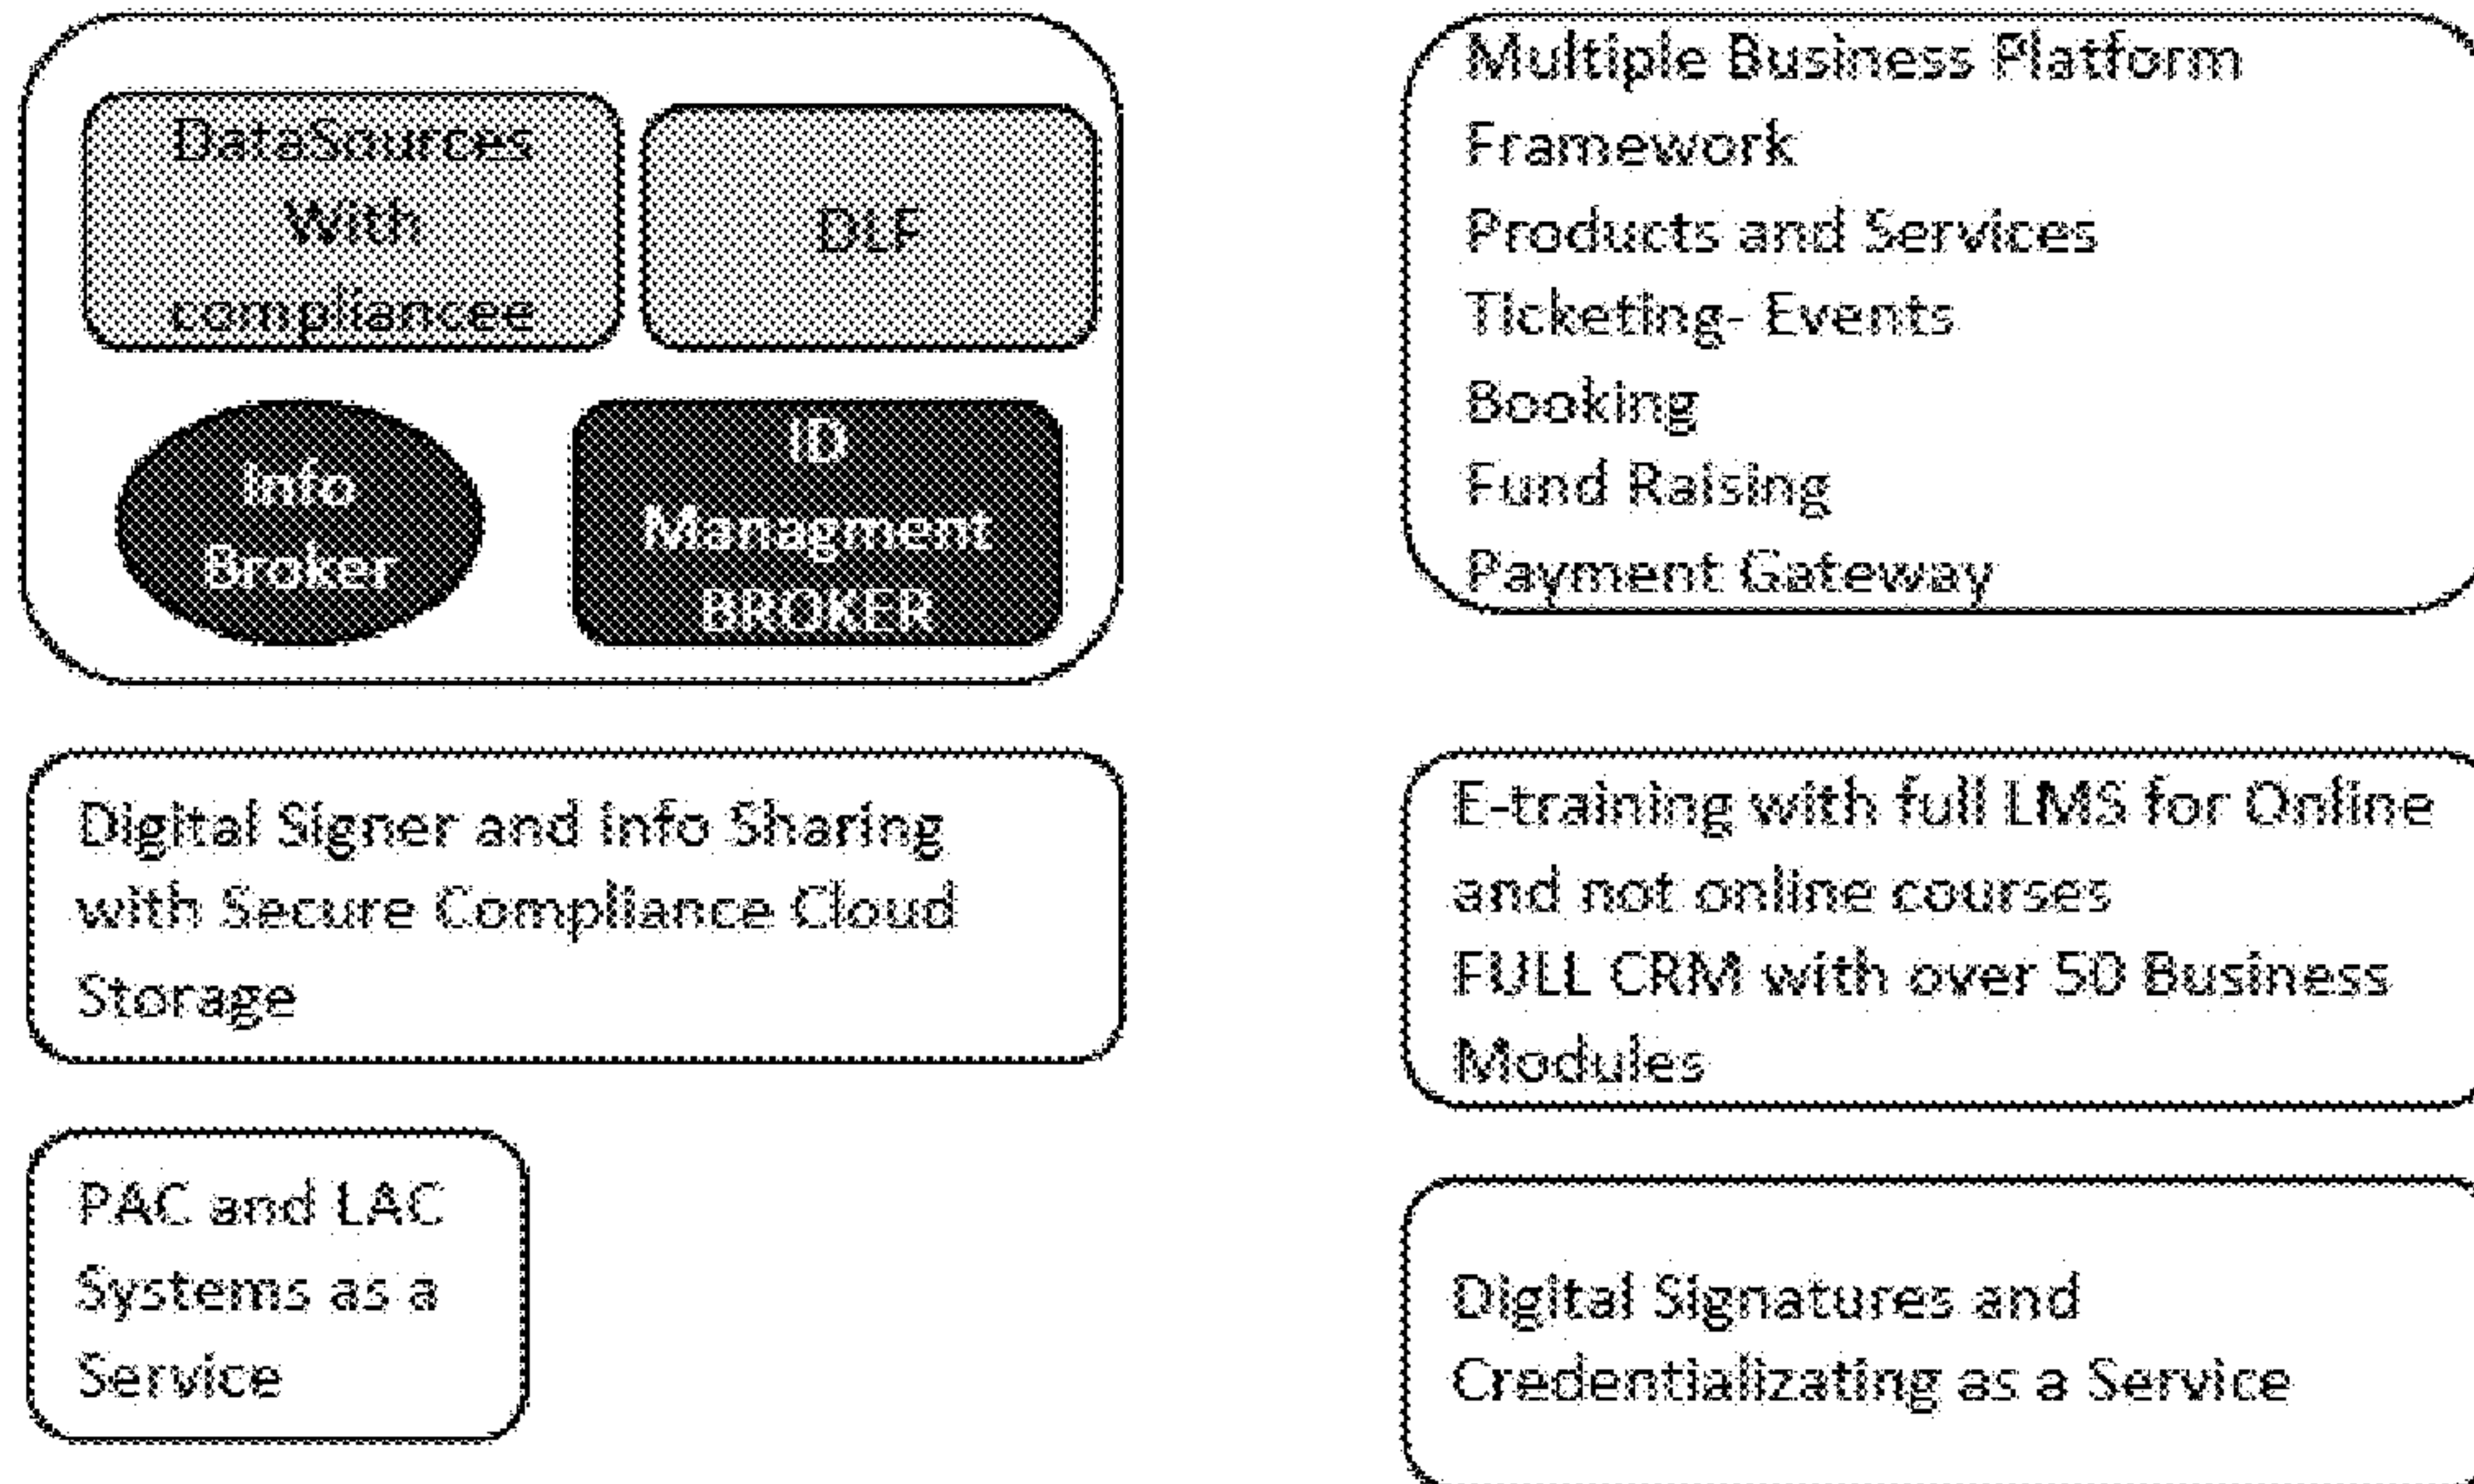 DataSources
With
compliancee
DLF
Info
Broker
ID
Managment
BROKER
Multiple Business Platform
Framework
Products and Services
Ticketing- Events
Booking
Fund Raising
Payment Gateway
Digital Signer and info Sharing
with Secure Compliance Cloud
Storage
E-training with full LMS for Online
and not online courses
FULL CRM with over 50 Business
Modules
PAC and LAC
Systems as a
Service
Digital Signatures and
Credentializating as a Service